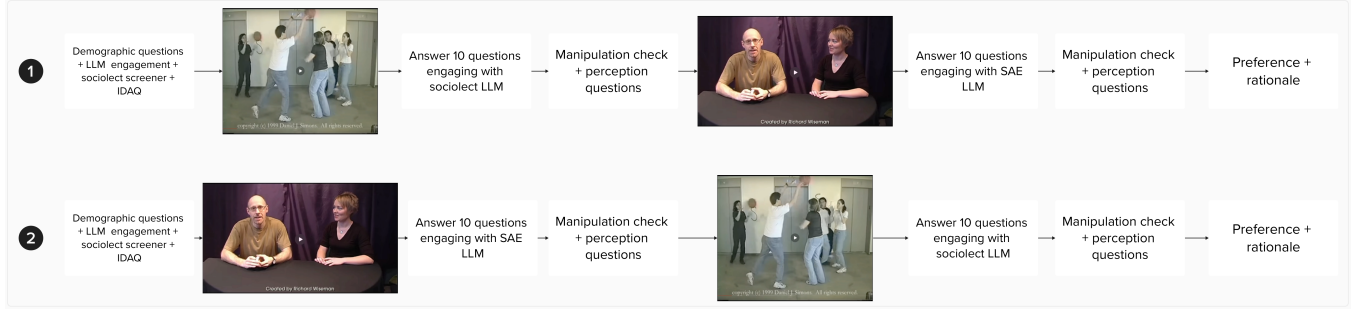 1
Demographic questions
+ LLM engagement +
sociolect screener +
IDAQ
copyright (c) 1999 Daniel J. Simons. All rights reserved.
Answer 10 questions
engaging with
sociolect LLM
Manipulation check
+ perception
questions
Created by Richard Wiseman
Answer 10 questions
engaging with SAE
LLM
Manipulation check
+ perception
questions
Preference +
rationale
2
Demographic questions
+ LLM engagement +
sociolect screener +
IDAQ
Created by Richard Wiseman
Answer 10 questions
engaging with SAE
LLM
Manipulation check
+ perception
questions
copyright (c) 1999 Daniel J. Simons. All rights reserved.
Answer 10 questions
engaging with
sociolect LLM
Manipulation check
+ perception
questions
Preference +
rationale